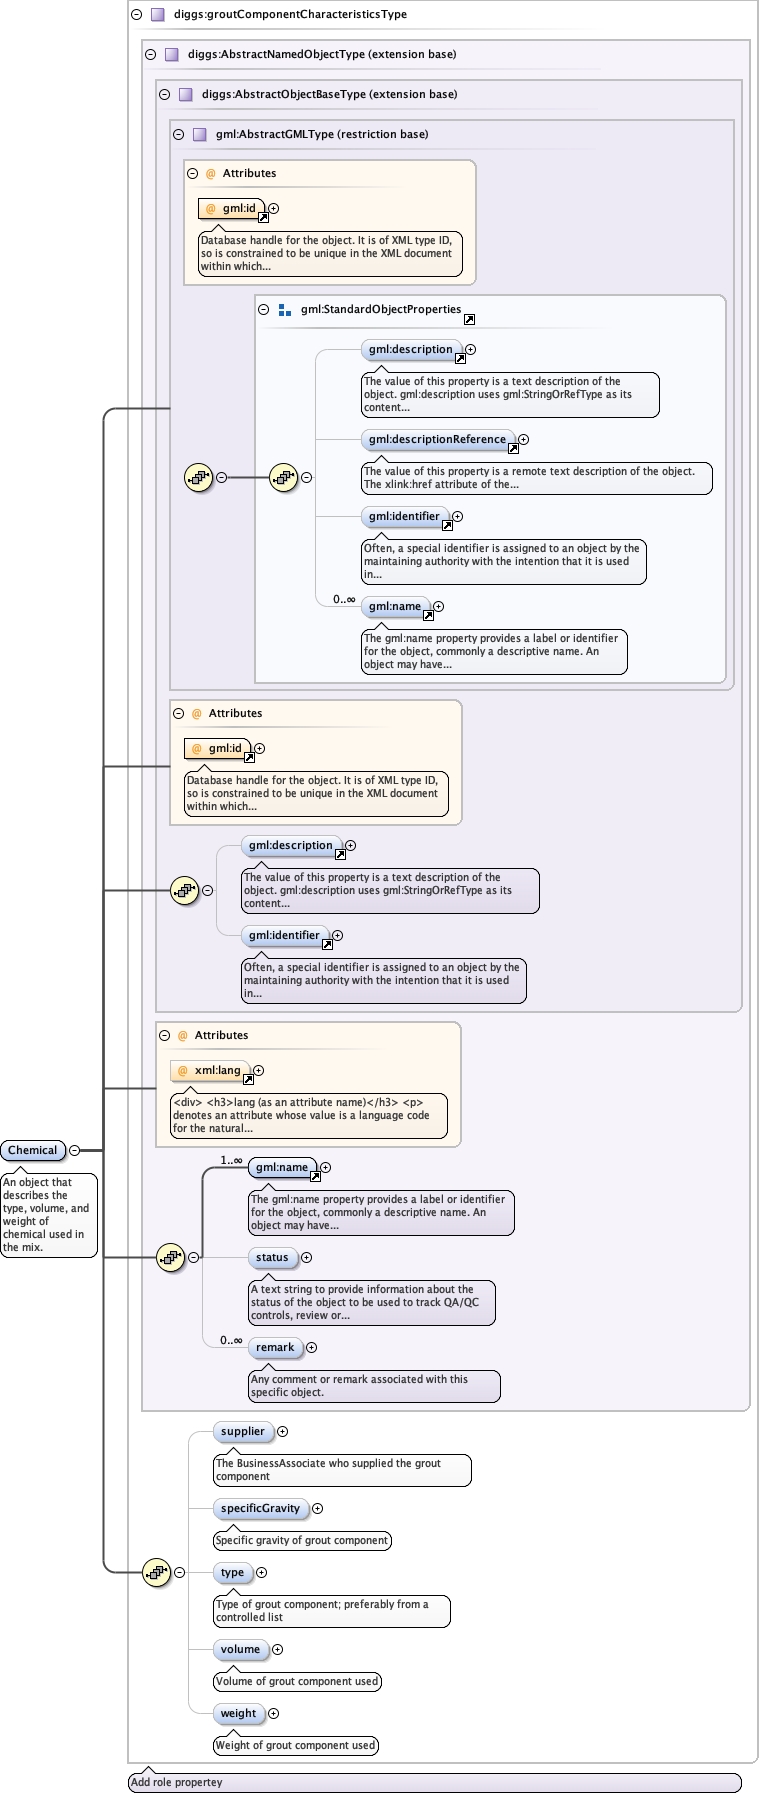 diggs:groutComponentCharacteristicsType
diggs:AbstractNamedObjectType (extension base)
diggs:AbstractObjectBaseType (extension base)
gml:AbstractGMLType (restriction base)
@ Attributes
@ gml:id
Database handle for the object. It is of XML type ID,
so is constrained to be unique in the XML document
within which...
gml:StandardObjectProperties
gml:description
The value of this property is a text description of the
object. gml:description uses gml:StringOrRefType as its
content...
gml:descriptionReference
The value of this property is a remote text description of the object.
The xlink:href attribute of the...
gml:identifier
Often, a special identifier is assigned to an object by the
maintaining authority with the intention that it is used
in...
0..∞
gml:name
The gml:name property provides a label or identifier
for the object, commonly a descriptive name. An
object may have...
@ Attributes
@ gml:id
Database handle for the object. It is of XML type ID,
so is constrained to be unique in the XML document
within which...
gml:description
The value of this property is a text description of the
object. gml:description uses gml:StringOrRefType as its
content...
gml:identifier
Often, a special identifier is assigned to an object by the
maintaining authority with the intention that it is used
in...
@ Attributes
@ xml:lang
<div> <h3>lang (as an attribute name)</h3> <p>
denotes an attribute whose value is a language code
for the natural...
Chemical
An object that
describes the
type, volume, and
weight of
chemical used in
the mix.
1..∞
gml:name
The gml:name property provides a label or identifier
for the object, commonly a descriptive name. An
object may have...
status
A text string to provide information about the
status of the object to be used to track QA/QC
controls, review or...
0..∞
remark
Any comment or remark associated with this
specific object.
supplier
The BusinessAssociate who supplied the grout
component
specificGravity
Specific gravity of grout component
type
Type of grout component; preferably from a
controlled list
volume
Volume of grout component used
weight
Weight of grout component used
Add role propertey